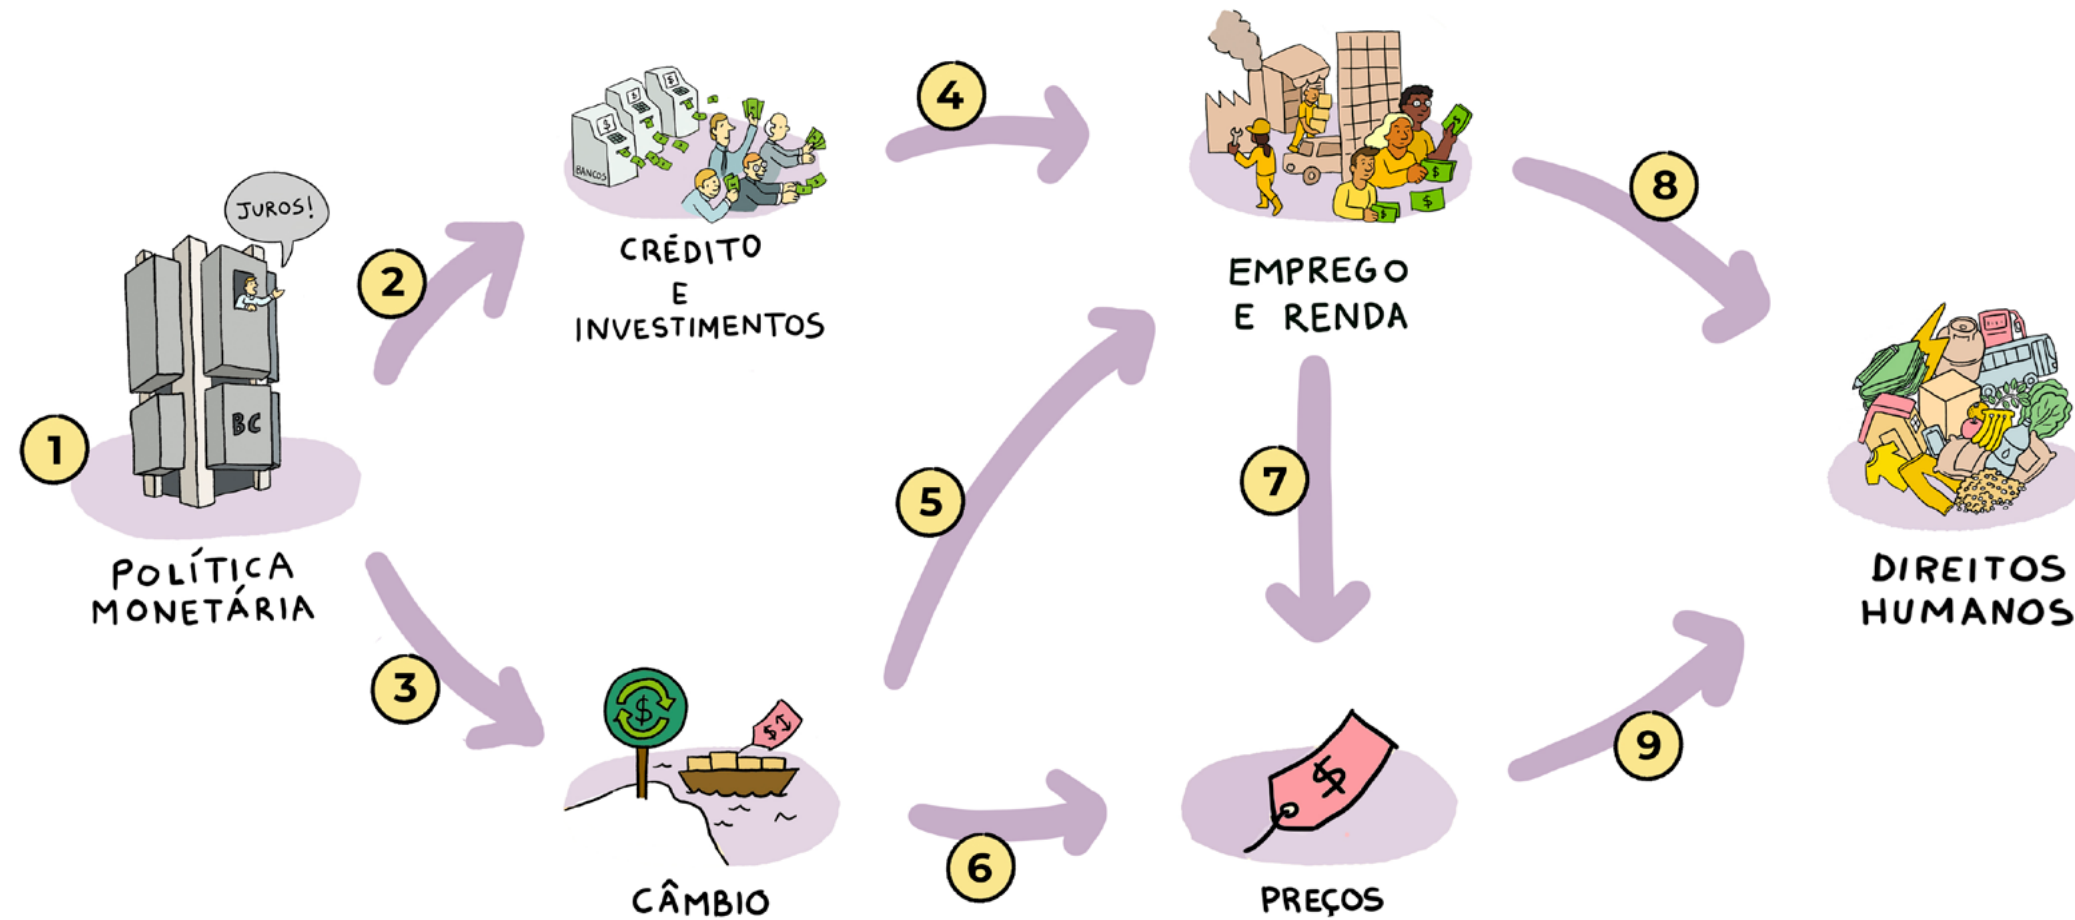 1
JUROS!
BC
POLÍTICA
MONETÁRIA
2
3
$
$
$
BANCOS
CRÉDITO
E
INVESTIMENTOS
$
$
CÂMBIO
4
5
6
$
$
$
EMPREGO
E RENDA
7
$
PREÇOS
8
9
DIREITOS
HUMANOS